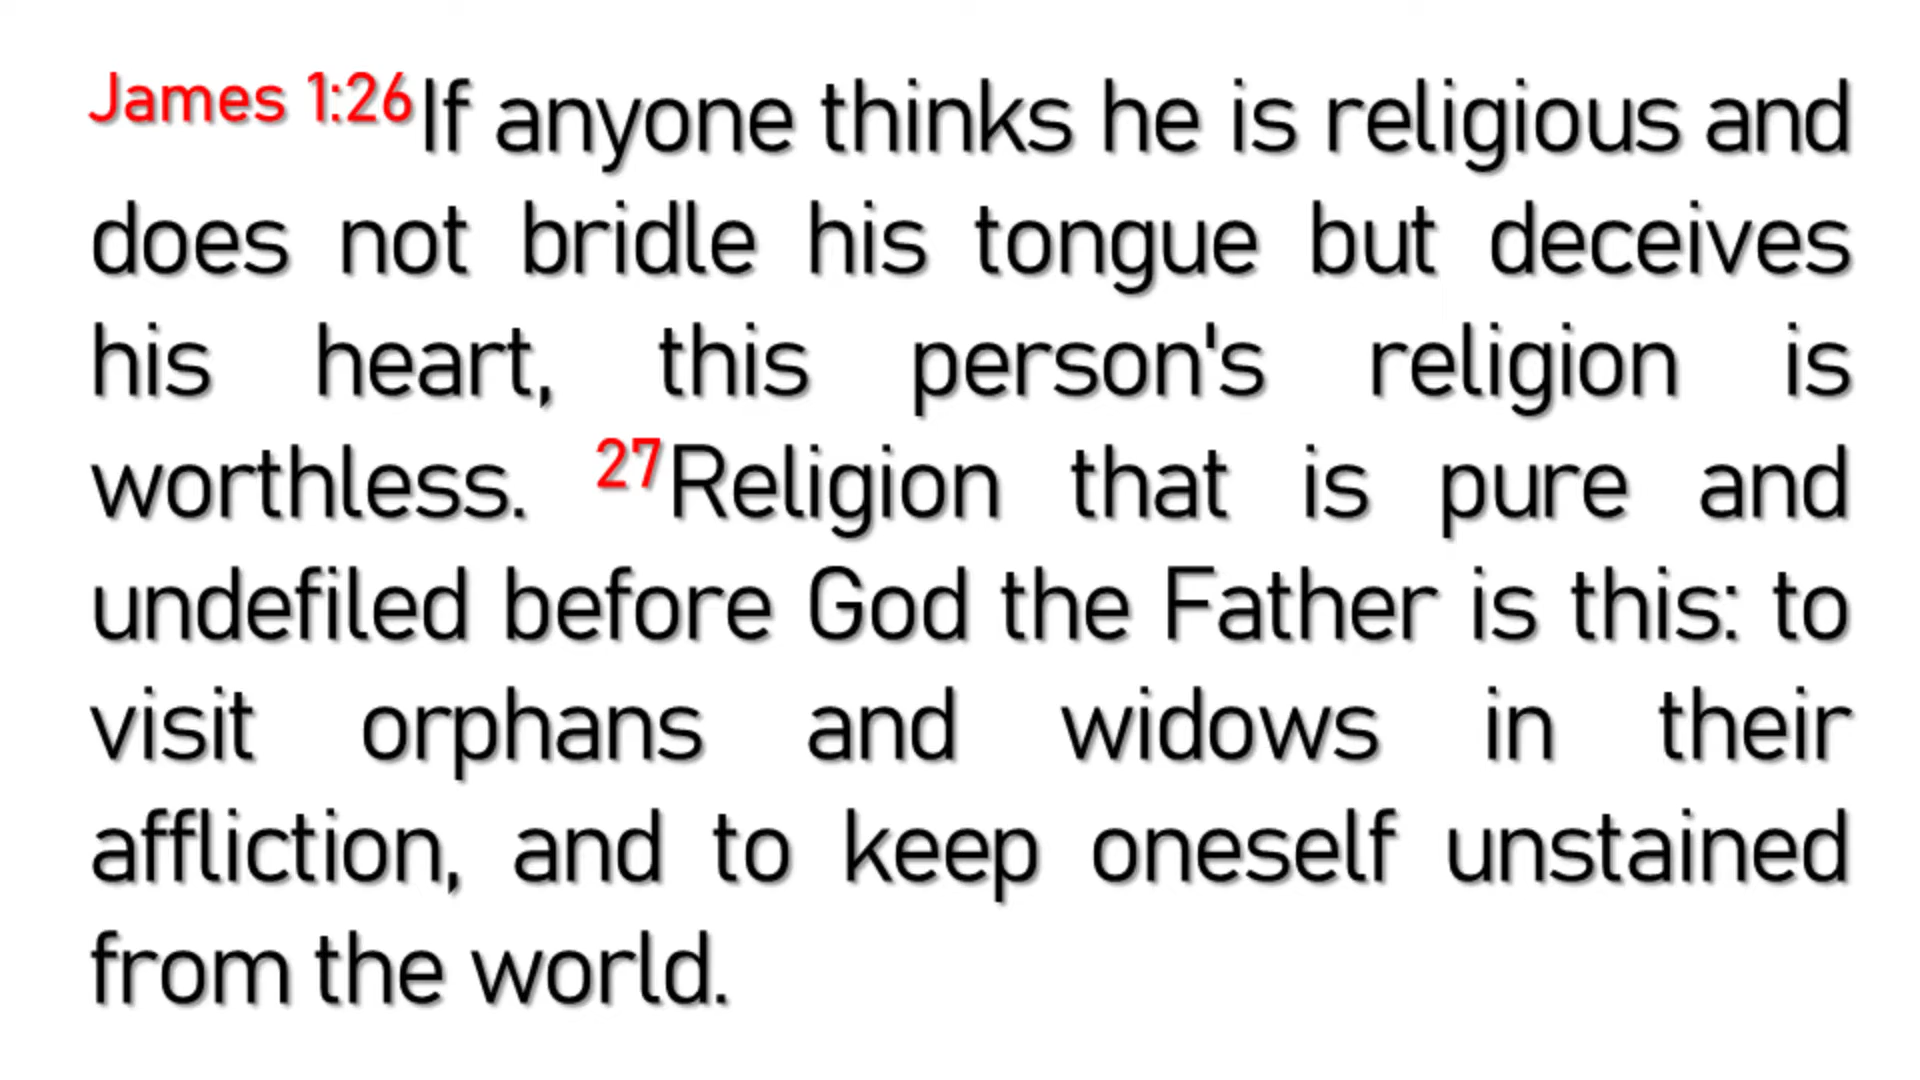 James 1:26If anyone thinks he is religious and
does not bridle his tongue but deceives
his heart, this person's religion is
worthless. 27Religion that is pure and
undefiled before God the Father is this: to
visit orphans and widows in their
affliction, and to keep oneself unstained
from the world.